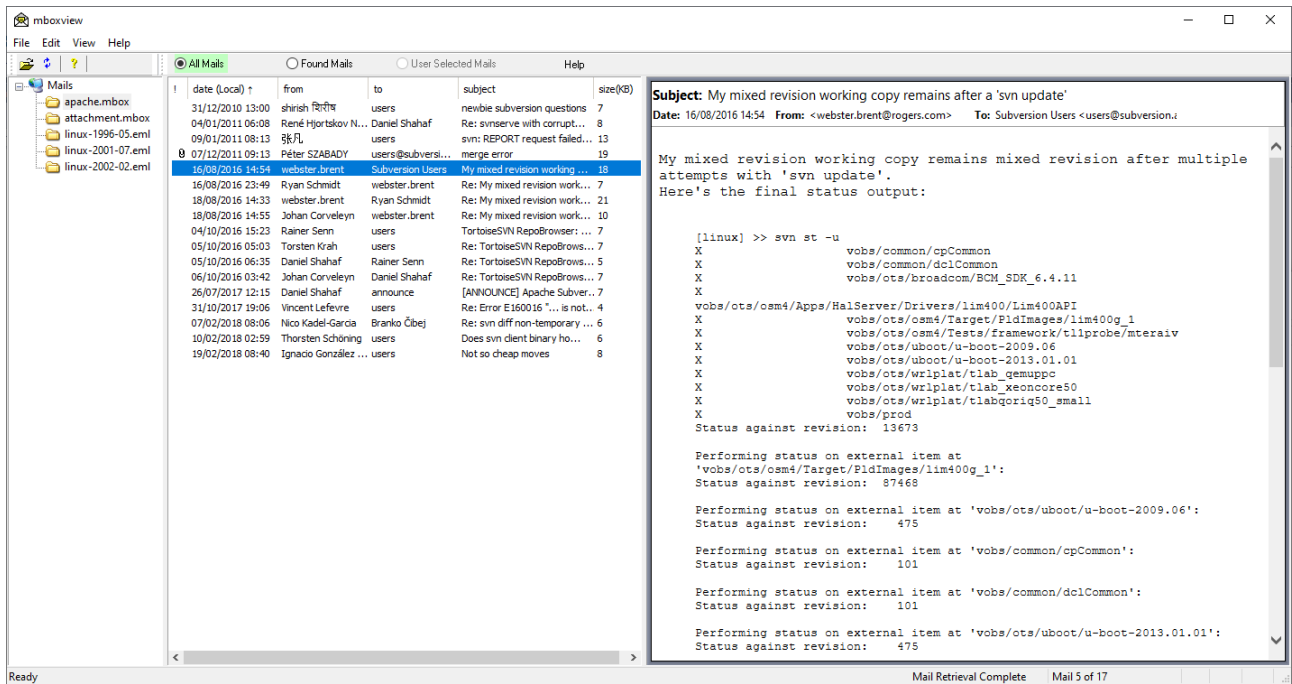 mboxview
File Edit View Help
All Mails Found Mails User Selected Mails Help
Mails
apache.mbox
attachment.mbox
linux-1996-05.eml
linux-2001-07.eml
linux-2002-02.eml
! date (Local) ↑ from to subject size(KB)
31/12/2010 13:00 shirish शिरीष users newbie subversion questions 7
04/01/2011 06:08 René Hjortskov N... Daniel Shahaf Re: svnserve with corrupt... 8
09/01/2011 08:13 张凡 users svn: REPORT request failed... 13
07/12/2011 09:13 Péter SZABADY users@subversi... merge error 19
16/08/2016 14:54 webster.brent Subversion Users My mixed revision working ... 18
16/08/2016 23:49 Ryan Schmidt webster.brent Re: My mixed revision work... 7
18/08/2016 14:33 webster.brent Ryan Schmidt Re: My mixed revision work... 21
18/08/2016 14:55 Johan Corveleyn webster.brent Re: My mixed revision work... 10
04/10/2016 15:23 Rainer Senn users TortoiseSVN RepoBrowser: ... 7
05/10/2016 05:03 Torsten Krah users Re: TortoiseSVN RepoBrows... 7
05/10/2016 06:35 Daniel Shahaf Rainer Senn Re: TortoiseSVN RepoBrows... 5
06/10/2016 03:42 Johan Corveleyn Daniel Shahaf Re: TortoiseSVN RepoBrows... 7
26/07/2017 12:15 Daniel Shahaf announce [ANNOUNCE] Apache Subver... 7
31/10/2017 19:06 Vincent Lefevre users Re: Error E160016 "... is not... 4
07/02/2018 08:06 Nico Kadel-Garcia Branko Čibej Re: svn diff non-temporary ... 6
10/02/2018 02:59 Thorsten Schöning users Does svn client binary ho... 6
19/02/2018 08:40 Ignacio González ... users Not so cheap moves 8
Subject: My mixed revision working copy remains after a 'svn update'
Date: 16/08/2016 14:54 From: <webster.brent@rogers.com> To: Subversion Users <users@subversion.
My mixed revision working copy remains mixed revision after multiple
attempts with 'svn update'.
Here's the final status output:
[linux] >> svn st -u
X vobs/common/cpCommon
X vobs/common/dclCommon
X vobs/ots/broadcom/BCM_SDK_6.4.11
X
vobs/ots/osm4/Apps/HalServer/Drivers/lim400/Lim400API
X vobs/ots/osm4/Target/PldImages/lim400g_1
X vobs/ots/osm4/Tests/framework/tl1probe/mteraiv
X vobs/ots/uboot/u-boot-2009.06
X vobs/ots/uboot/u-boot-2013.01.01
X vobs/ots/wrlplat/tlab_qemuppc
X vobs/ots/wrlplat/tlab_xeoncore50
X vobs/ots/wrlplat/tlabqoriq50_small
X vobs/prod
Status against revision: 13673
Performing status on external item at
'vobs/ots/osm4/Target/PldImages/lim400g_1':
Status against revision: 87468
Performing status on external item at 'vobs/ots/uboot/u-boot-2009.06':
Status against revision: 475
Performing status on external item at 'vobs/common/cpCommon':
Status against revision: 101
Performing status on external item at 'vobs/common/dclCommon':
Status against revision: 101
Performing status on external item at 'vobs/ots/uboot/u-boot-2013.01.01':
Status against revision: 475
Ready Mail Retrieval Complete Mail 5 of 17